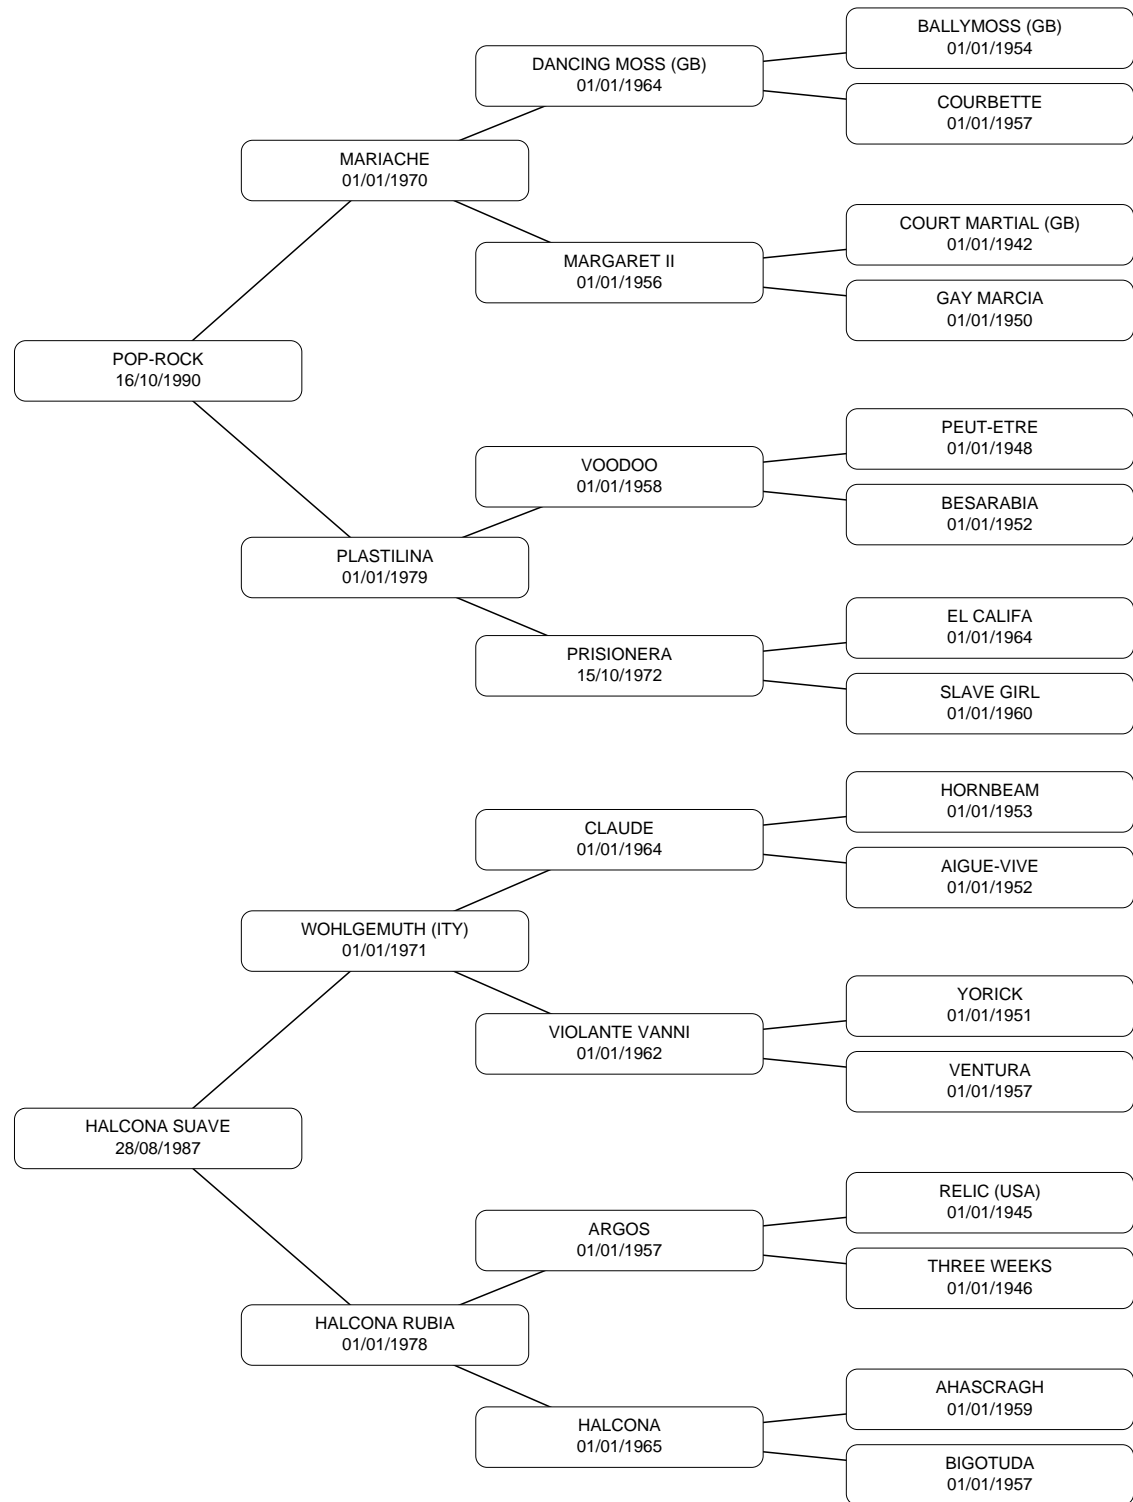 BALLYMOSS (GB)
01/01/1954
DANCING MOSS (GB)
01/01/1964
COURBETTE
01/01/1957
MARIACHE
01/01/1970
COURT MARTIAL (GB)
01/01/1942
MARGARET II
01/01/1956
GAY MARCIA
01/01/1950
POP-ROCK
16/10/1990
PEUT-ETRE
01/01/1948
VOODOO
01/01/1958
BESARABIA
01/01/1952
PLASTILINA
01/01/1979
EL CALIFA
01/01/1964
PRISIONERA
15/10/1972
SLAVE GIRL
01/01/1960
HORNBEAM
01/01/1953
CLAUDE
01/01/1964
AIGUE-VIVE
01/01/1952
WOHLGEMUTH (ITY)
01/01/1971
YORICK
01/01/1951
VIOLANTE VANNI
01/01/1962
VENTURA
01/01/1957
HALCONA SUAVE
28/08/1987
RELIC (USA)
01/01/1945
ARGOS
01/01/1957
THREE WEEKS
01/01/1946
HALCONA RUBIA
01/01/1978
AHASCRAGH
01/01/1959
HALCONA
01/01/1965
BIGOTUDA
01/01/1957